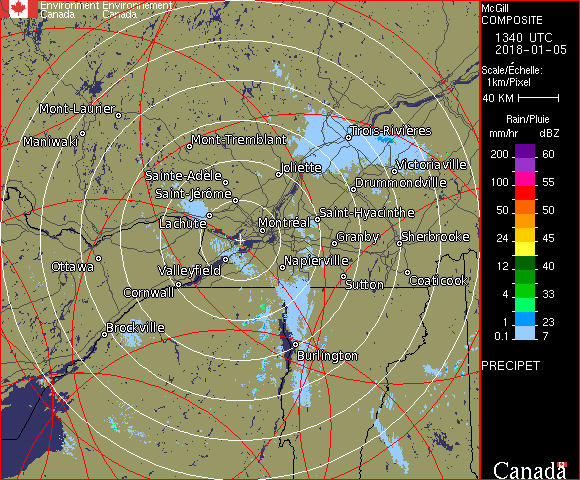 Environment Environnement
Canada Canada
McGill
COMPOSITE
1340 UTC
2018-01-05
Scale/Échelle:
1km/Pixel
40 KM
Rain/Pluie
mm/hr dBZ
200 60
100 55
50 50
24 45
12 40
4 33
1.0 23
0.1 7
PRECIPET
Canada
Mont-Laurier
Maniwaki
Mont-Tremblant
Trois-Rivières
Joliette
Victoriaville
Sainte-Adèle
Drummondville
Saint-Jérôme
Lachute
Saint-Hyacinthe
Montréal
Granby
Sherbrooke
Ottawa
Valleyfield
Napierville
Cornwall
Sutton
Coaticook
Brockville
Burlington